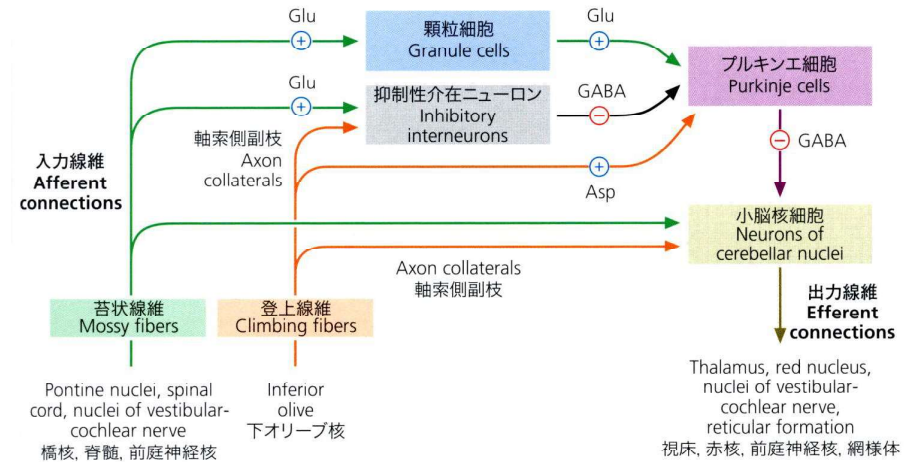 Glu
+
顆粒細胞
Granule cells
Glu
+
プルキンエ細胞
Purkinje cells
Glu
+
抑制性介在ニューロン
Inhibitory
interneurons
GABA
−
軸索側副枝
Axon
collaterals
入力線維
Afferent
connections
+
Asp
−
GABA
小脳核細胞
Neurons of
cerebellar nuclei
Axon collaterals
軸索側副枝
苔状線維
Mossy fibers
登上線維
Climbing fibers
出力線維
Efferent
connections
Pontine nuclei, spinal
cord, nuclei of vestibular-
cochlear nerve
橋核, 脊髄, 前庭神経核
Inferior
olive
下オリーブ核
Thalamus, red nucleus,
nuclei of vestibular-
cochlear nerve,
reticular formation
視床, 赤核, 前庭神経核, 網様体